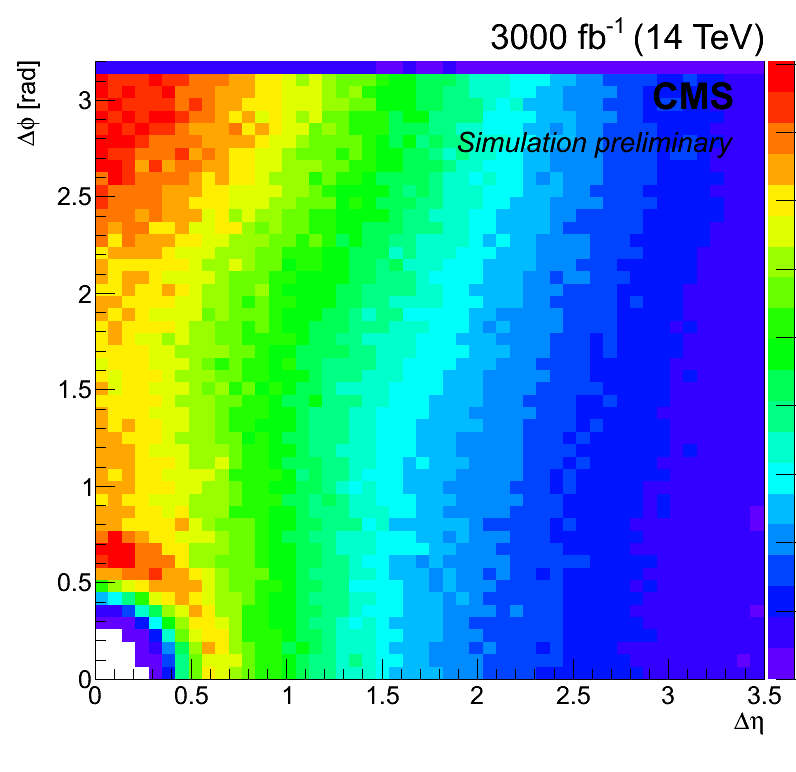 3000 fb-1 (14 TeV)
Δϕ [rad]
CMS
Simulation preliminary
3
2.5
2
1.5
1
0.5
0
0 0.5 1 1.5 2 2.5 3 3.5
Δη